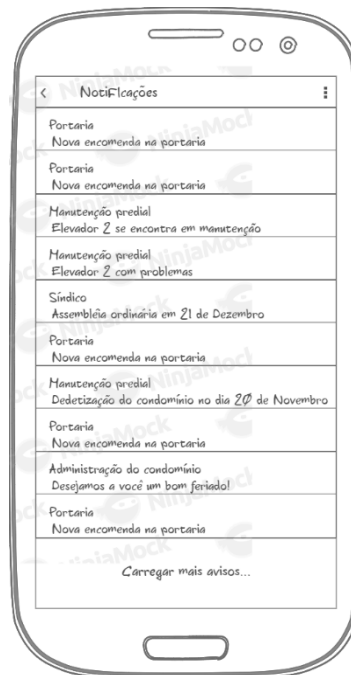 < NotiFIcações
Portaria
Nova encomenda na portaria
Portaria
Nova encomenda na portaria
Manutenção predial
Elevador 2 se encontra em manutenção
Manutenção predial
Elevador 2 com problemas
Síndico
Assembléia ordinária em 21 de Dezembro
Portaria
Nova encomenda na portaria
Manutenção predial
Dedetização do condomínio no dia 20 de Novembro
Portaria
Nova encomenda na portaria
Administração do condomínio
Desejamos a você um bom feriado!
Portaria
Nova encomenda na portaria
Carregar mais avisos...
NinjaMock